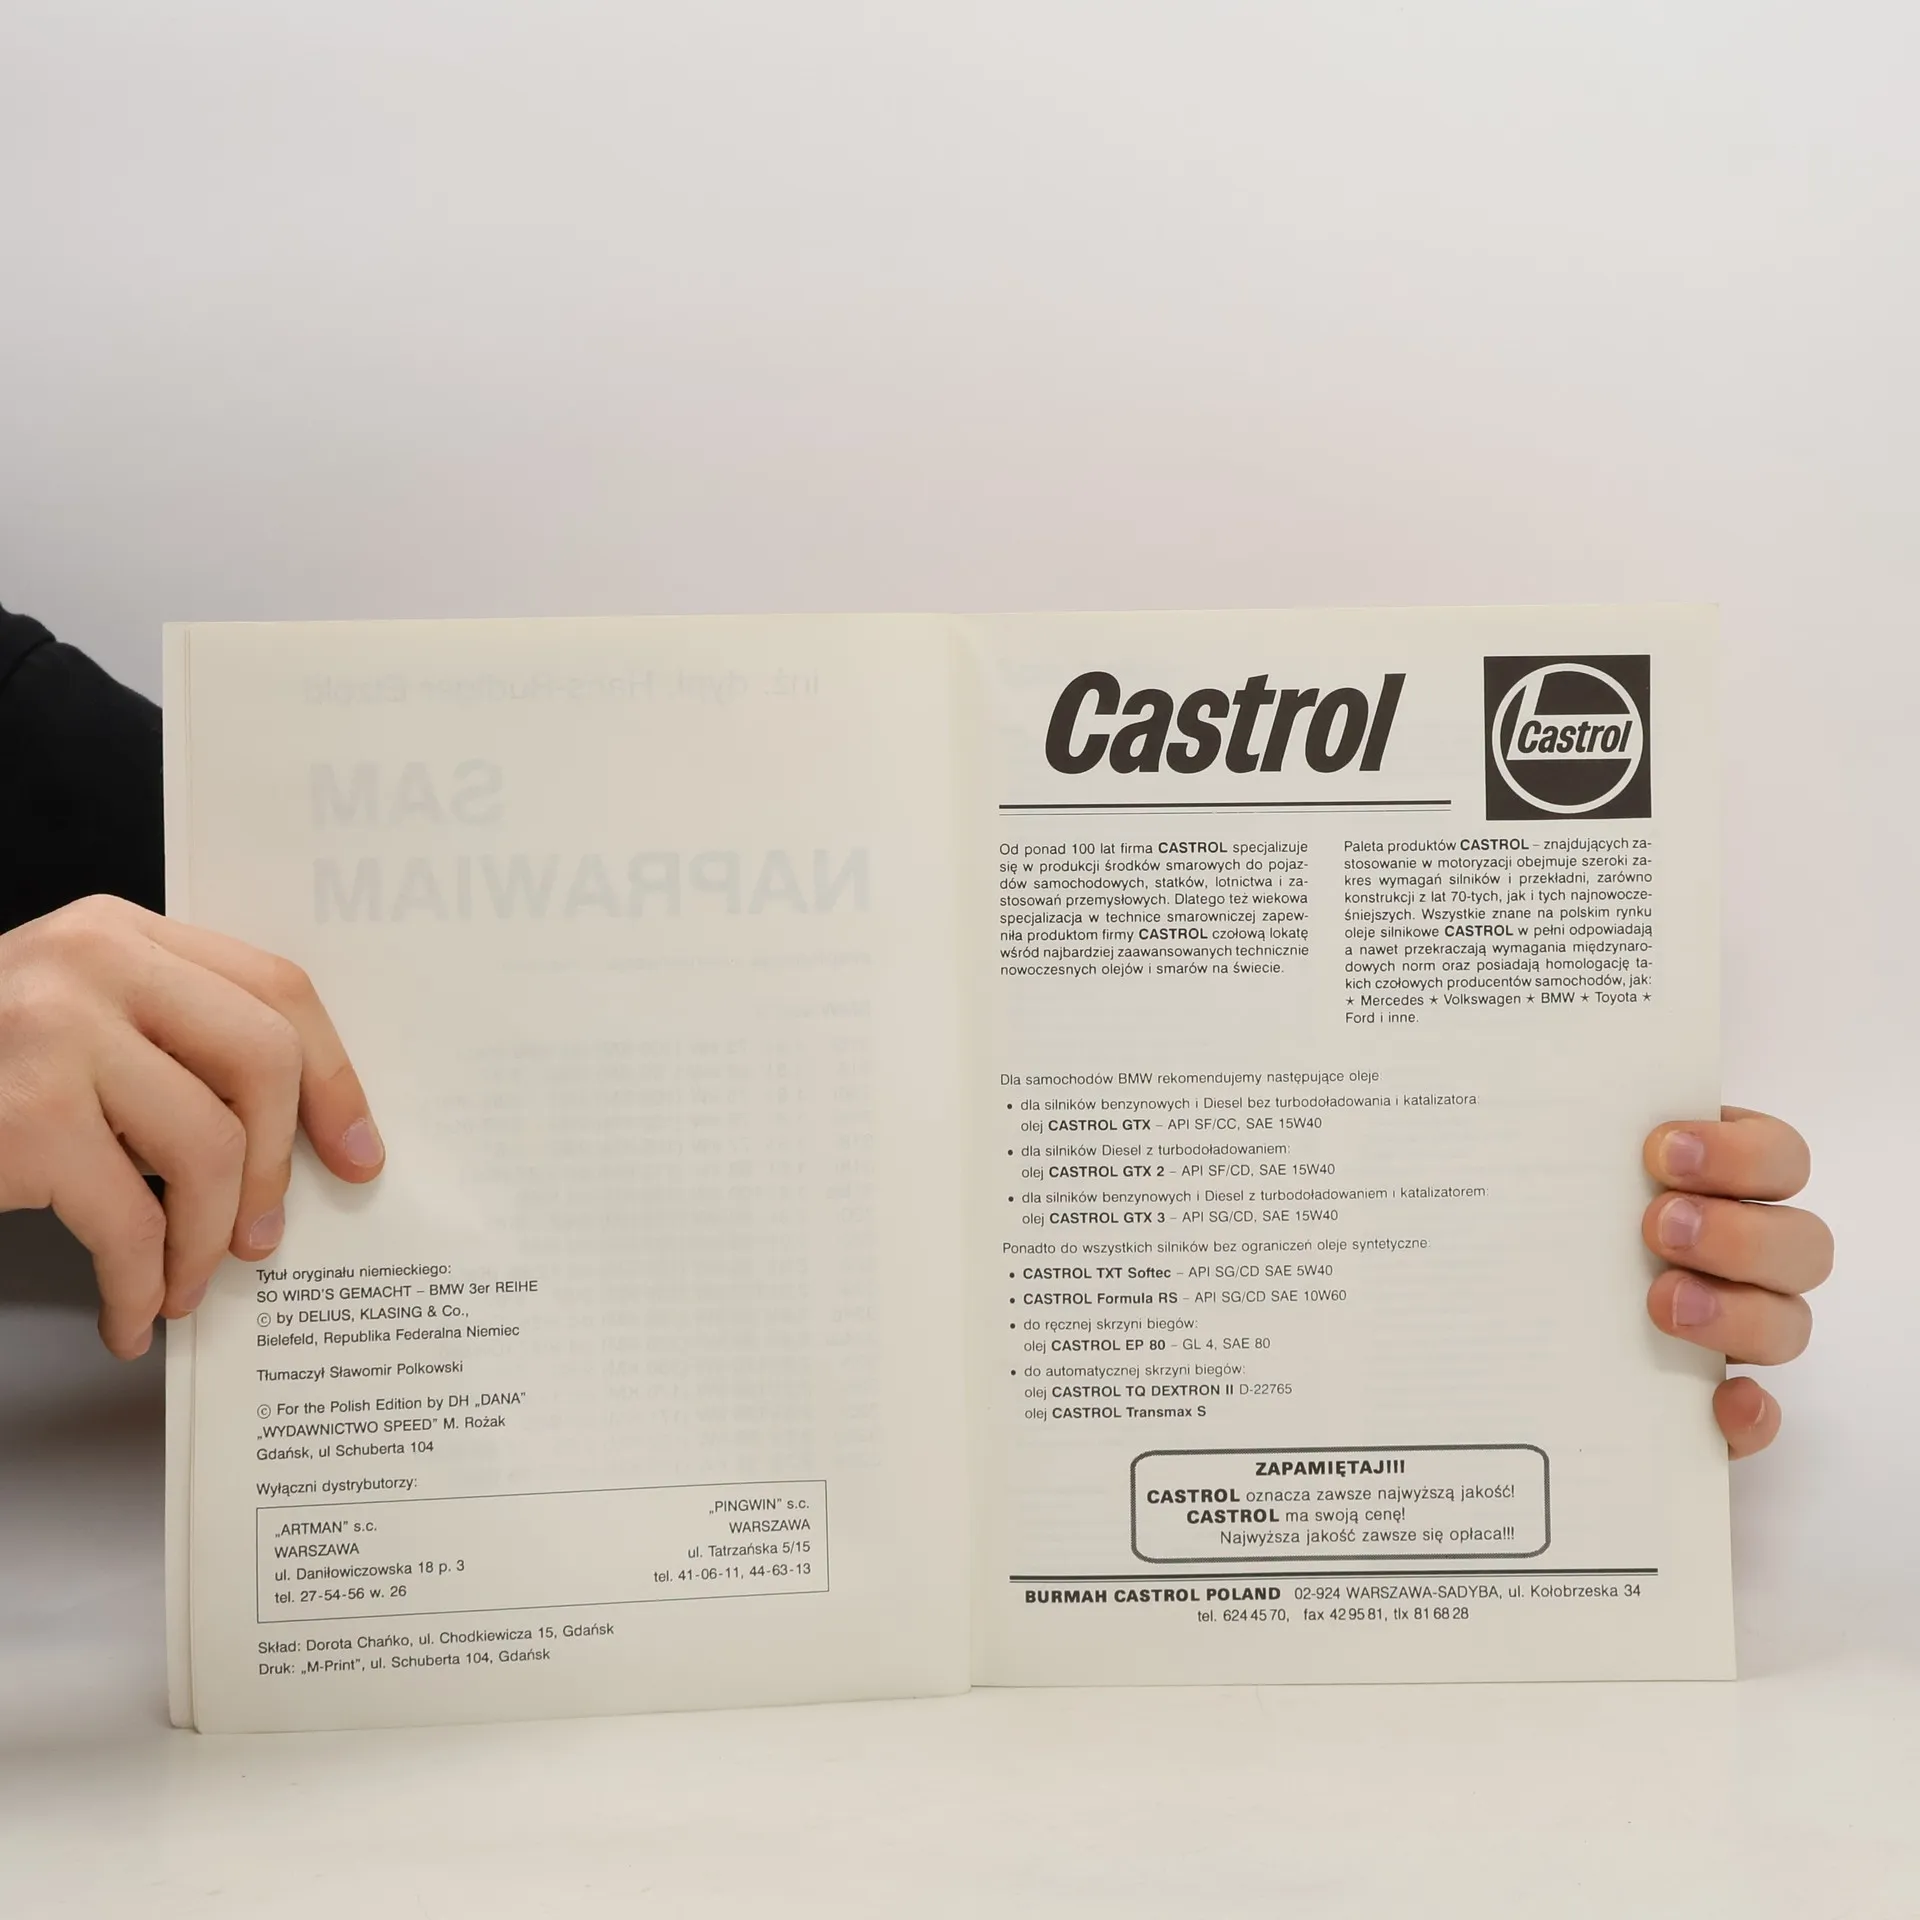 Tytuł oryginału niemieckiego:
SO WIRD'S GEMACHT – BMW 3er REIHE
© by DELIUS, KLASING & Co.,
Bielefeld, Republika Federalna Niemiec
Tłumaczył Sławomir Polkowski
© For the Polish Edition by DH „DANA”
„WYDAWNICTWO SPEED” M. Rożak
Gdańsk, ul Schuberta 104
Wyłączni dystrybutorzy:
„ARTMAN” s.c.
WARSZAWA
ul. Daniłowiczowska 18 p. 3
tel. 27-54-56 w. 26
„PINGWIN” s.c.
WARSZAWA
ul. Tatrzańska 5/15
tel. 41-06-11, 44-63-13
Skład: Dorota Chańko, ul. Chodkiewicza 15, Gdańsk
Druk: „M-Print”, ul. Schuberta 104, Gdańsk
Castrol
Castrol
Od ponad 100 lat firma CASTROL specjalizuje
się w produkcji środków smarowych do pojaz-
dów samochodowych, statków, lotnictwa i za-
stosowań przemysłowych. Dlatego też wiekowa
specjalizacja w technice smarowniczej zapew-
niła produktom firmy CASTROL czołową lokatę
wśród najbardziej zaawansowanych technicznie
nowoczesnych olejów i smarów na świecie.
Paleta produktów CASTROL – znajdujących za-
stosowanie w motoryzacji obejmuje szeroki za-
kres wymagań silników i przekładni, zarówno
konstrukcji z lat 70-tych, jak i tych najnowocze-
śniejszych. Wszystkie znane na polskim rynku
oleje silnikowe CASTROL w pełni odpowiadają
a nawet przekraczają wymagania międzynaro-
dowych norm oraz posiadają homologację ta-
kich czołowych producentów samochodów, jak:
★ Mercedes ★ Volkswagen ★ BMW ★ Toyota ★
Ford i inne.
Dla samochodów BMW rekomendujemy następujące oleje:
• dla silników benzynowych i Diesel bez turbodoładowania i katalizatora:
olej CASTROL GTX – API SF/CC, SAE 15W40
• dla silników Diesel z turbodoładowaniem:
olej CASTROL GTX 2 – API SF/CD, SAE 15W40
• dla silników benzynowych i Diesel z turbodoładowaniem i katalizatorem:
olej CASTROL GTX 3 – API SG/CD, SAE 15W40
Ponadto do wszystkich silników bez ograniczeń oleje syntetyczne:
• CASTROL TXT Softec – API SG/CD SAE 5W40
• CASTROL Formula RS – API SG/CD SAE 10W60
• do ręcznej skrzyni biegów:
olej CASTROL EP 80 – GL 4, SAE 80
• do automatycznej skrzyni biegów:
olej CASTROL TQ DEXTRON II D-22765
olej CASTROL Transmax S
ZAPAMIĘTAJ!!!
CASTROL oznacza zawsze najwyższą jakość!
CASTROL ma swoją cenę!
Najwyższa jakość zawsze się opłaca!!!
BURMAH CASTROL POLAND 02-924 WARSZAWA-SADYBA, ul. Kołobrzeska 34
tel. 624 45 70, fax 42 95 81, tlx 81 68 28